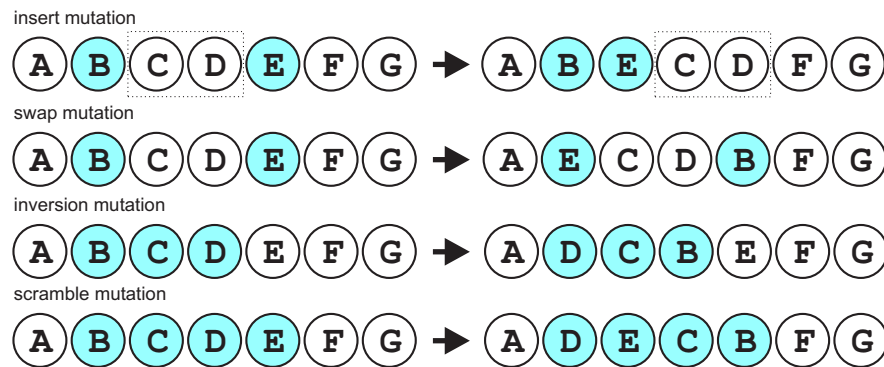 insert mutation
A B C D E F G A B E C D F G
swap mutation
A B C D E F G A E C D B F G
inversion mutation
A B C D E F G A D C B E F G
scramble mutation
A B C D E F G A D E C B F G